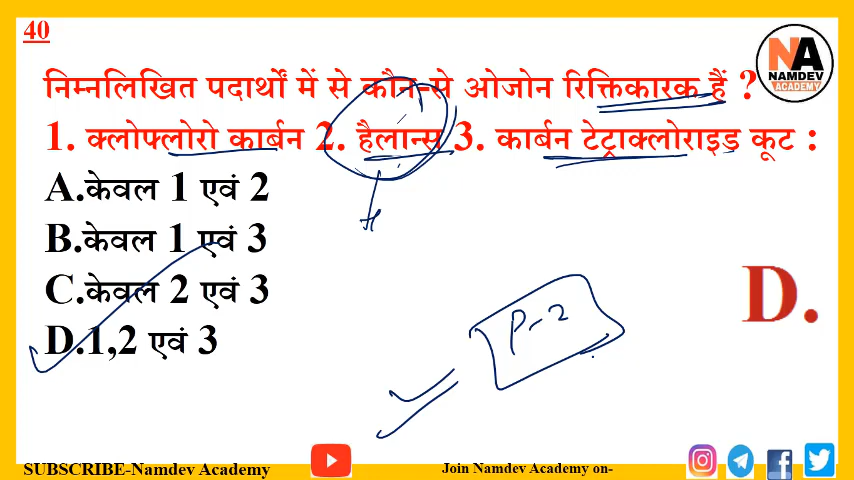 40
NA
NAMDEV
ACADEMY
निम्नलिखित पदार्थों में से कौन-से ओजोन रिक्तिकारक हैं ?
1. क्लोफ्लोरो कार्बन 2. हैलान्स 3. कार्बन टेट्राक्लोराइड कूट :
A.केवल 1 एवं 2
B.केवल 1 एवं 3
C.केवल 2 एवं 3
D.1,2 एवं 3
D.
P-2
SUBSCRIBE-Namdev Academy
Join Namdev Academy on-